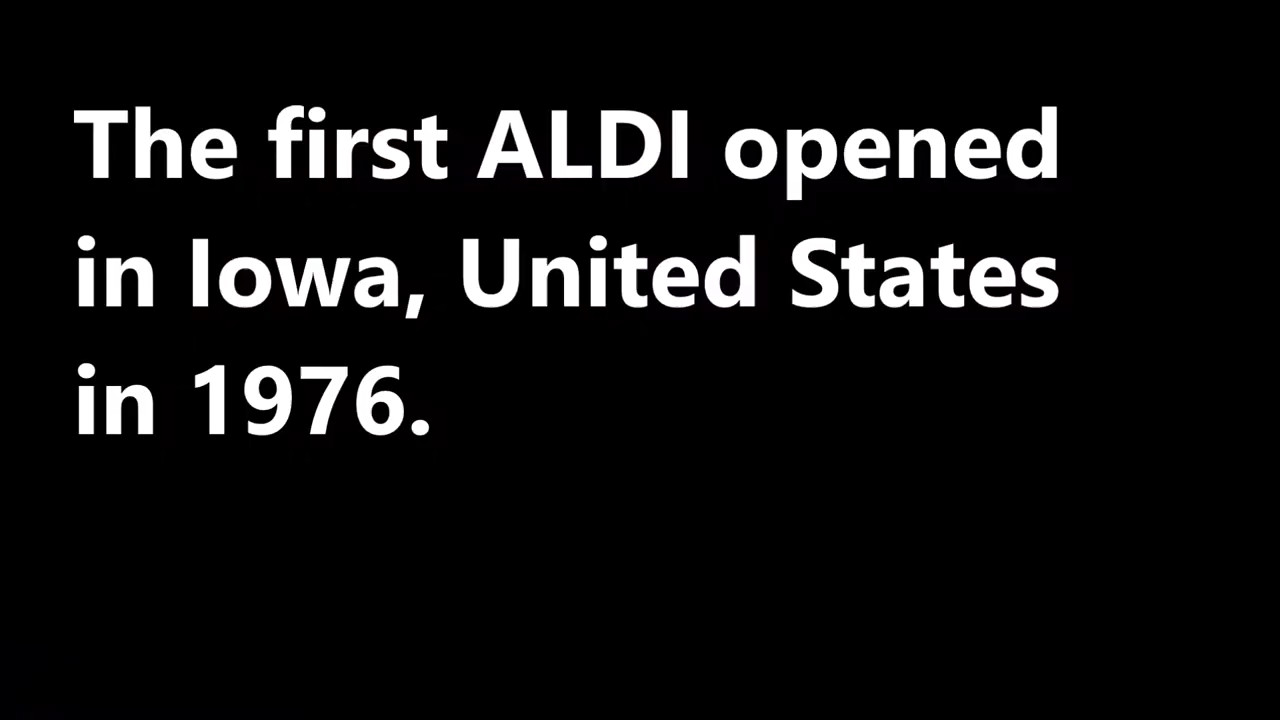 The first ALDI opened
in Iowa, United States
in 1976.